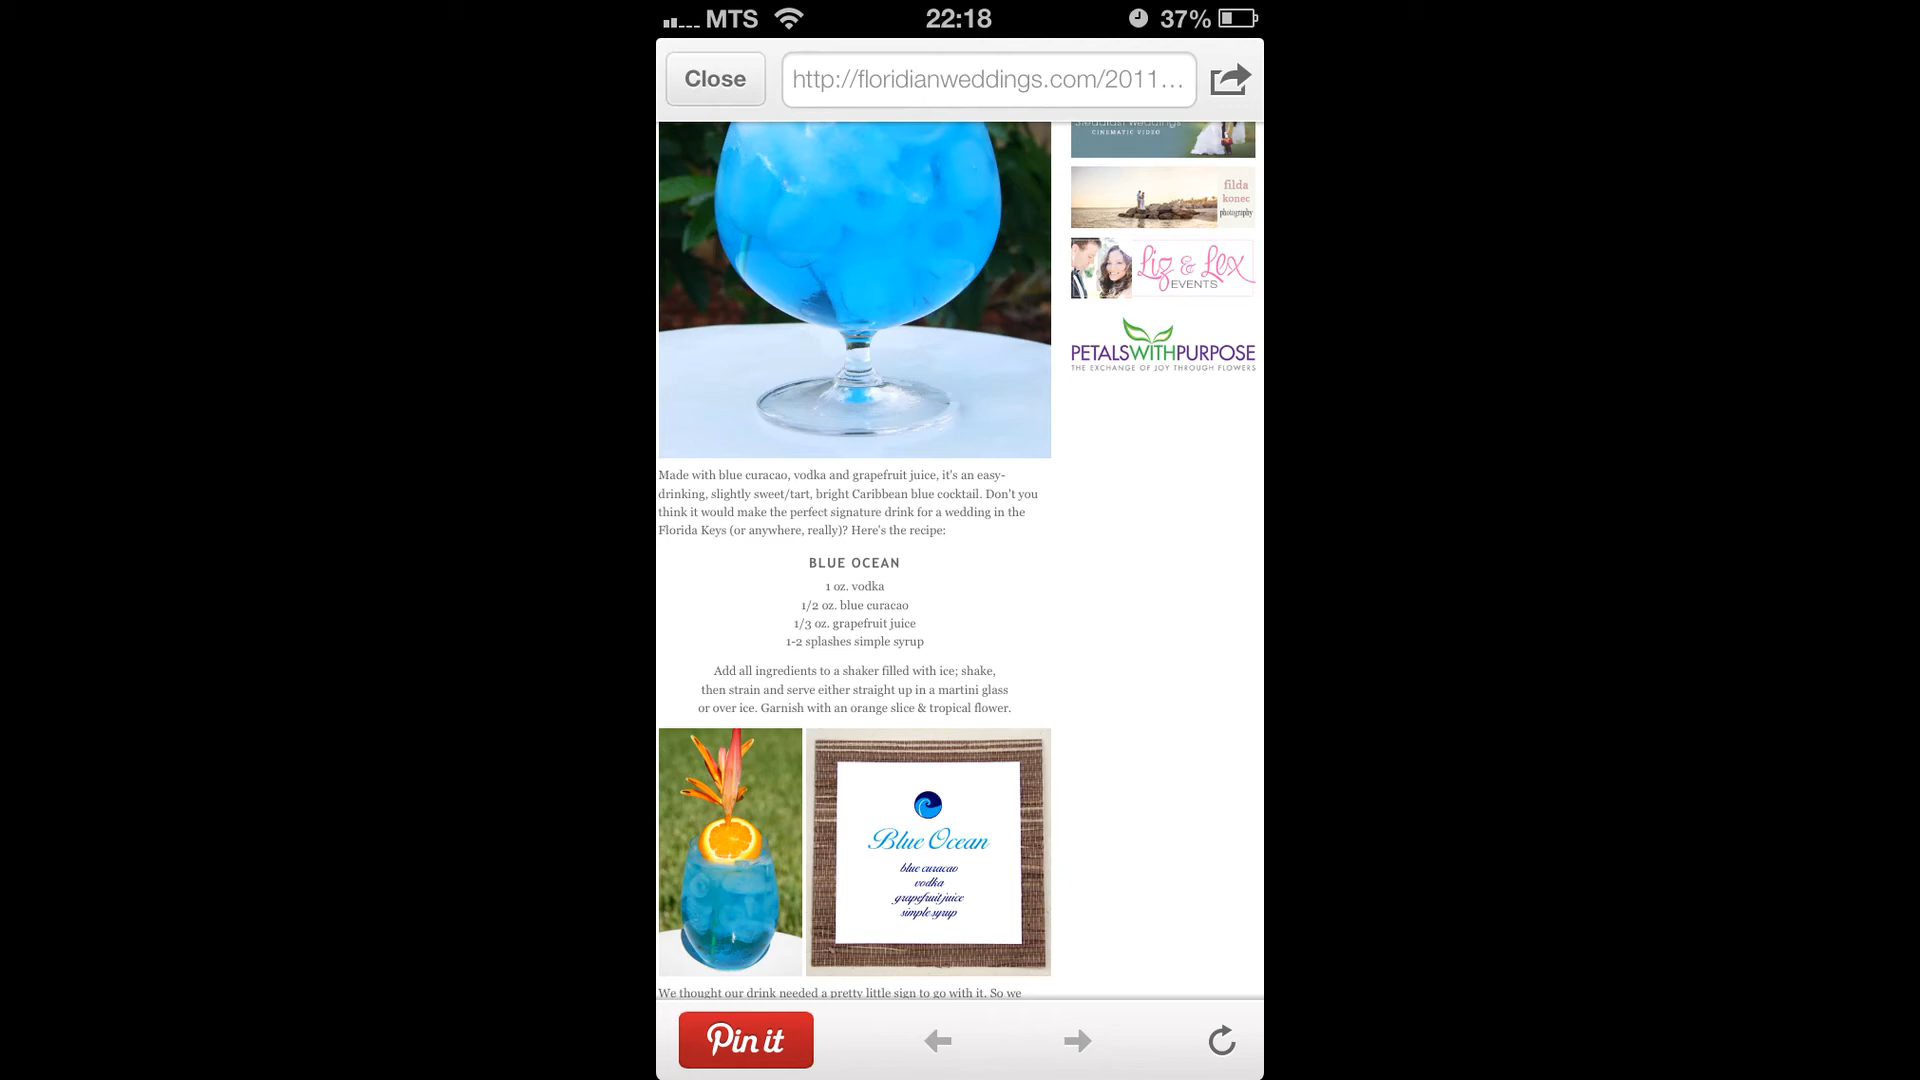 MTS
22:18
37%
Close
http://floridianweddings.com/2011...
CINEMATIC VIDEO
filda
konec
photography
Liz & Lex
EVENTS
PETALSWITHPURPOSE
THE EXCHANGE OF JOY THROUGH FLOWERS
Made with blue curacao, vodka and grapefruit juice, it's an easy-
drinking, slightly sweet/tart, bright Caribbean blue cocktail. Don't you
think it would make the perfect signature drink for a wedding in the
Florida Keys (or anywhere, really)? Here's the recipe:
BLUE OCEAN
1 oz. vodka
1/2 oz. blue curacao
1/3 oz. grapefruit juice
1-2 splashes simple syrup
Add all ingredients to a shaker filled with ice; shake,
then strain and serve either straight up in a martini glass
or over ice. Garnish with an orange slice & tropical flower.
Blue Ocean
blue curacao
vodka
grapefruit juice
simple syrup
We thought our drink needed a pretty little sign to go with it. So we
Pin it